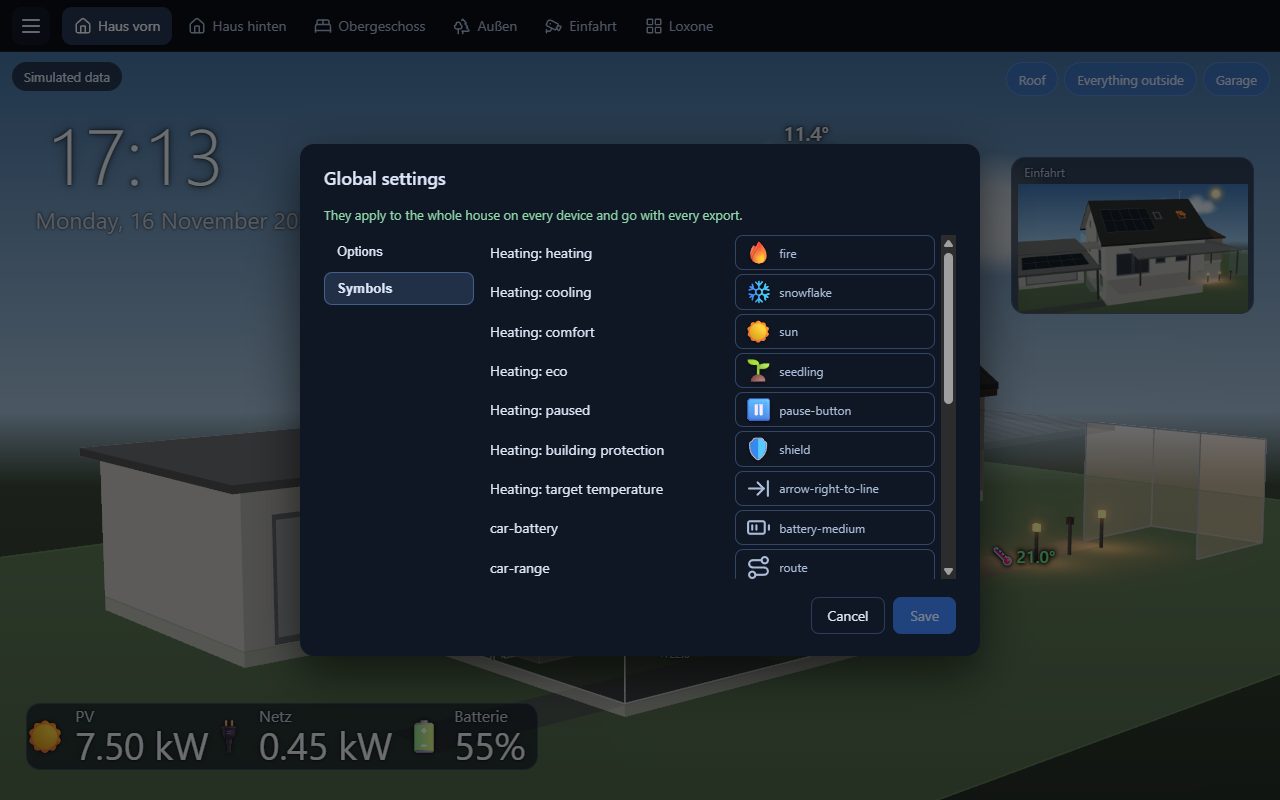 Haus vorn
Haus hinten
Obergeschoss
Außen
Einfahrt
Loxone
Simulated data
Roof
Everything outside
Garage
17:13
Monday, 16 November 20
11.4°
Einfahrt
Global settings
They apply to the whole house on every device and go with every export.
Options
Symbols
Heating: heating
fire
Heating: cooling
snowflake
Heating: comfort
sun
Heating: eco
seedling
Heating: paused
pause-button
Heating: building protection
shield
Heating: target temperature
arrow-right-to-line
car-battery
battery-medium
car-range
route
21.0°
Cancel
Save
PV
7.50 kW
Netz
0.45 kW
Batterie
55%